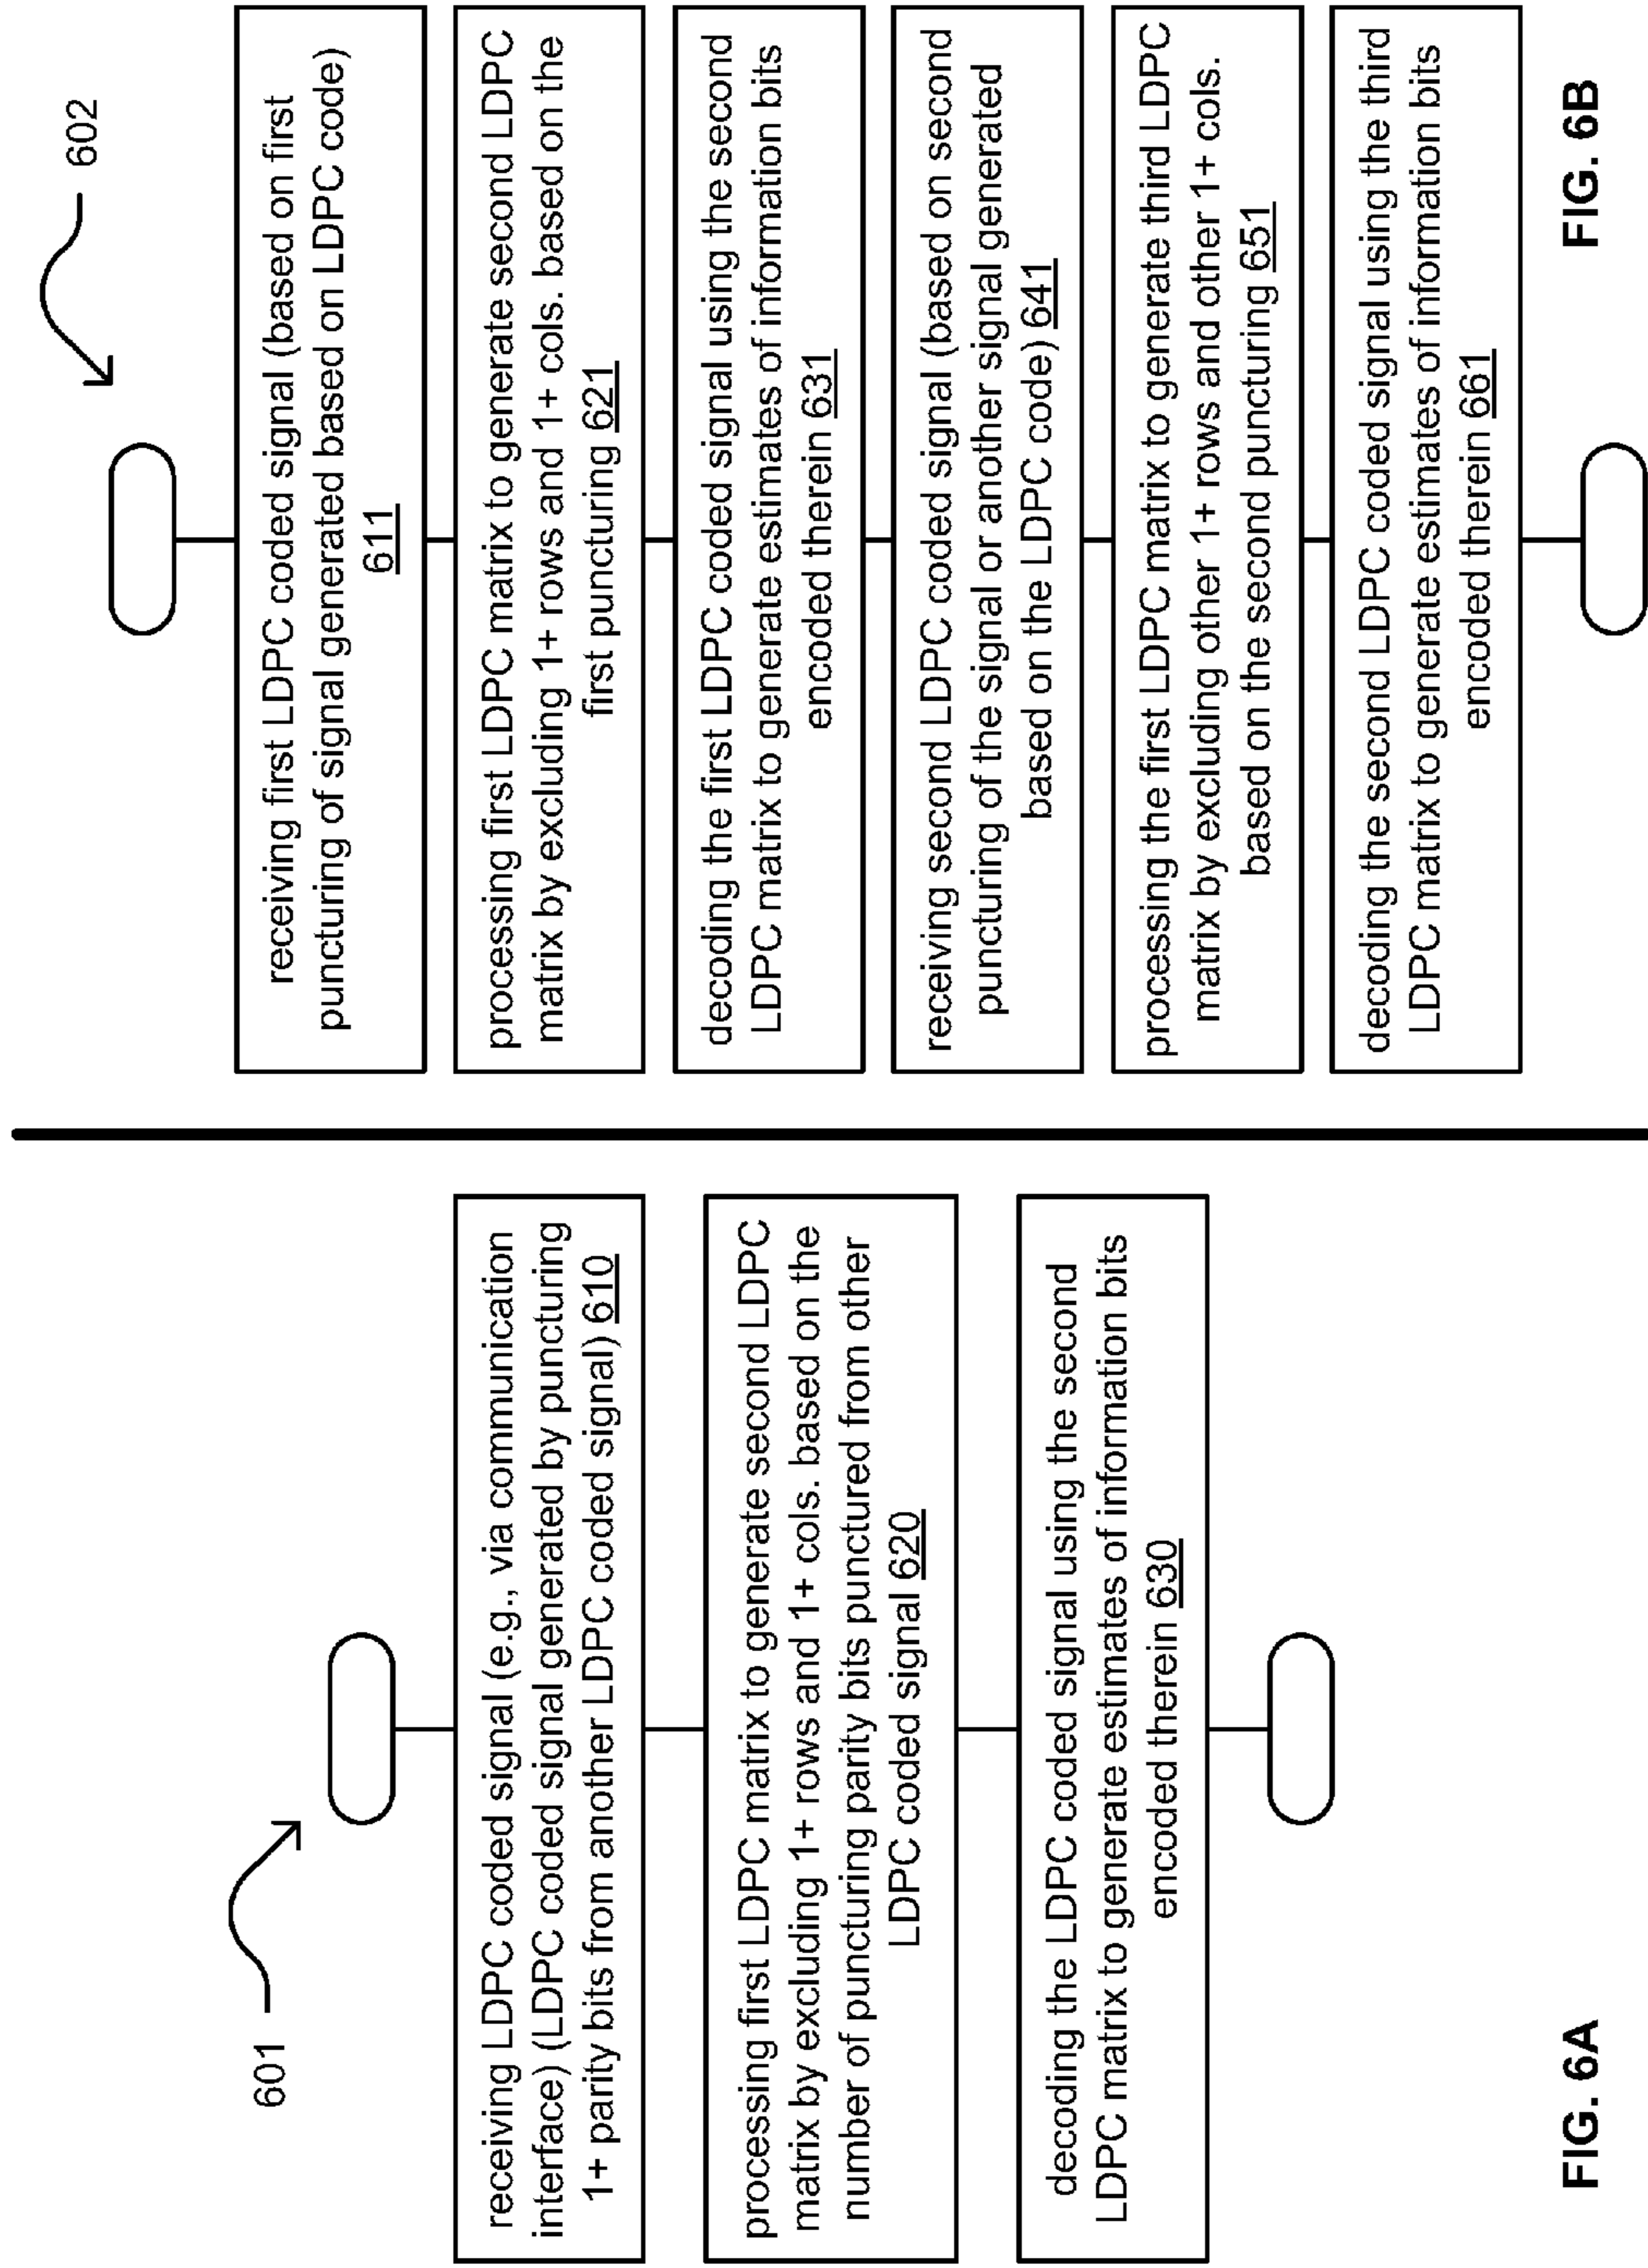 601
receiving LDPC coded signal (e.g., via communication
interface) (LDPC coded signal generated by puncturing
1+ parity bits from another LDPC coded signal) 610
processing first LDPC matrix to generate second LDPC
matrix by excluding 1+ rows and 1+ cols. based on the
number of puncturing parity bits punctured from other
LDPC coded signal 620
decoding the LDPC coded signal using the second
LDPC matrix to generate estimates of information bits
encoded therein 630
FIG. 6A
602
receiving first LDPC coded signal (based on first
puncturing of signal generated based on LDPC code)
611
processing first LDPC matrix to generate second LDPC
matrix by excluding 1+ rows and 1+ cols. based on the
first puncturing 621
decoding the first LDPC coded signal using the second
LDPC matrix to generate estimates of information bits
encoded therein 631
receiving second LDPC coded signal (based on second
puncturing of the signal or another signal generated
based on the LDPC code) 641
processing the first LDPC matrix to generate third LDPC
matrix by excluding other 1+ rows and other 1+ cols.
based on the second puncturing 651
decoding the second LDPC coded signal using the third
LDPC matrix to generate estimates of information bits
encoded therein 661
FIG. 6B